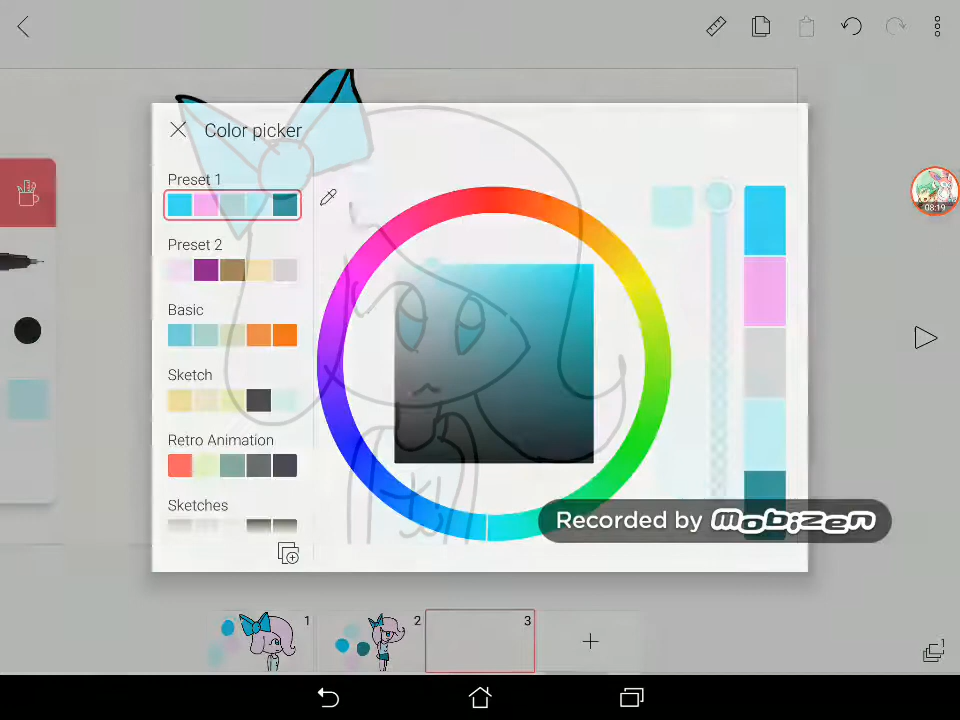 Color picker
Preset 1
Preset 2
Basic
Sketch
Retro Animation
Sketches
08:19
Recorded by mobizen
1
2
3
1